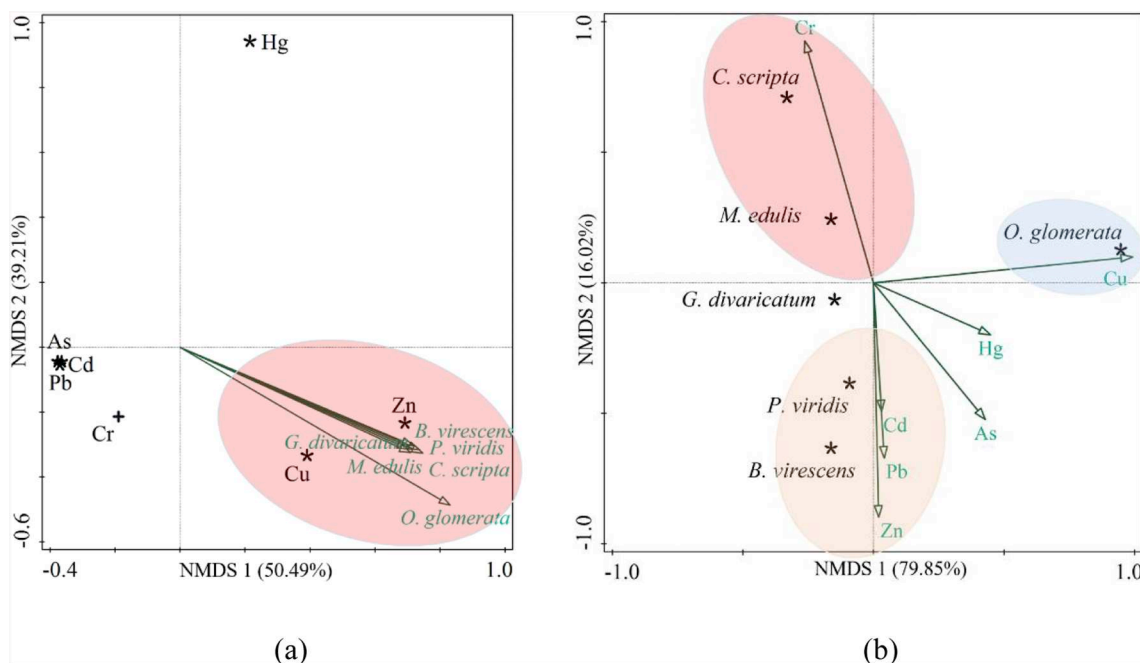 1.0
Hg
NMDS 2 (39.21%)
As
Cd
Pb
Cr
Zn
B. virescens
G. divaricatum
P. viridis
Cu
M. edulis
C. scripta
O. glomerata
-0.6
-0.4
NMDS 1 (50.49%)
1.0
(a)
1.0
Cr
C. scripta
M. edulis
O. glomerata
Cu
NMDS 2 (16.02%)
G. divaricatum
Hg
P. viridis
Cd
As
B. virescens
Pb
Zn
-1.0
-1.0
NMDS 1 (79.85%)
1.0
(b)